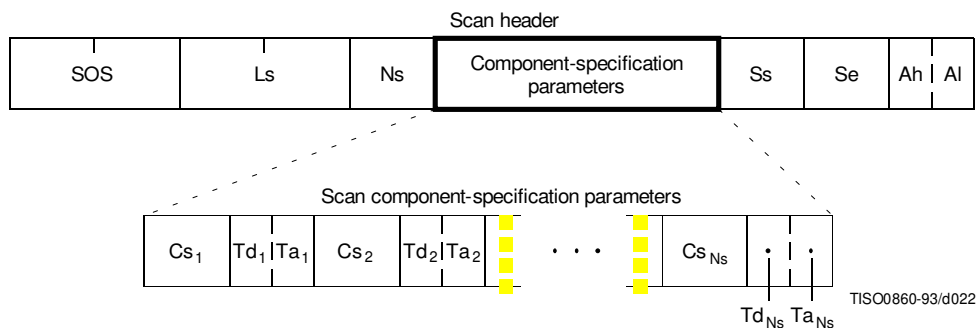 Scan header
SOS Ls Ns Component-specification parameters Ss Se Ah Al
Scan component-specification parameters
Cs1 Td1 Ta1 Cs2 Td2 Ta2 . . . CsNs
TdNs TaNs
TISO0860-93/d022